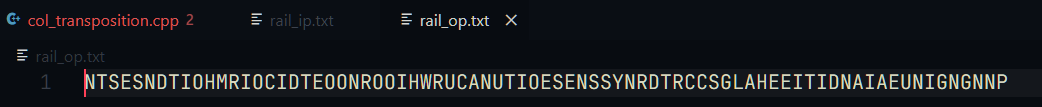 col_transposition.cpp 2 rail_ip.txt rail_op.txt
rail_op.txt
1 NTSESNDTIOHMRIOCIDTEOONROOIHWRUCANUTIOESENSSYNRDTRCCSGLAHEEITIDNAIAEUNIGNGNNP